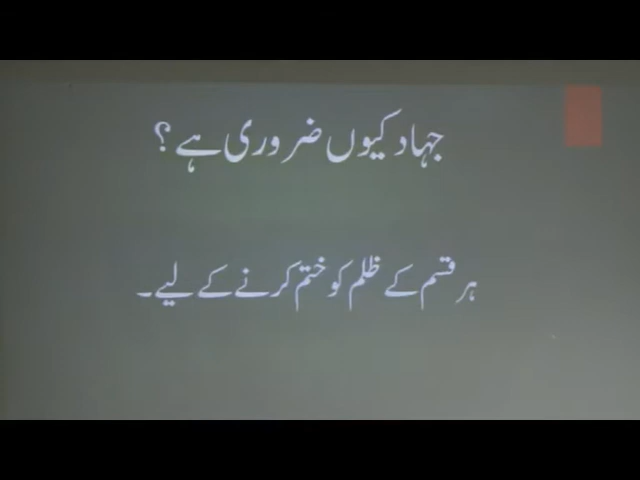 جہاد کیوں ضروری ہے ؟
ہر قسم کے ظلم کو ختم کرنے کے لیے۔